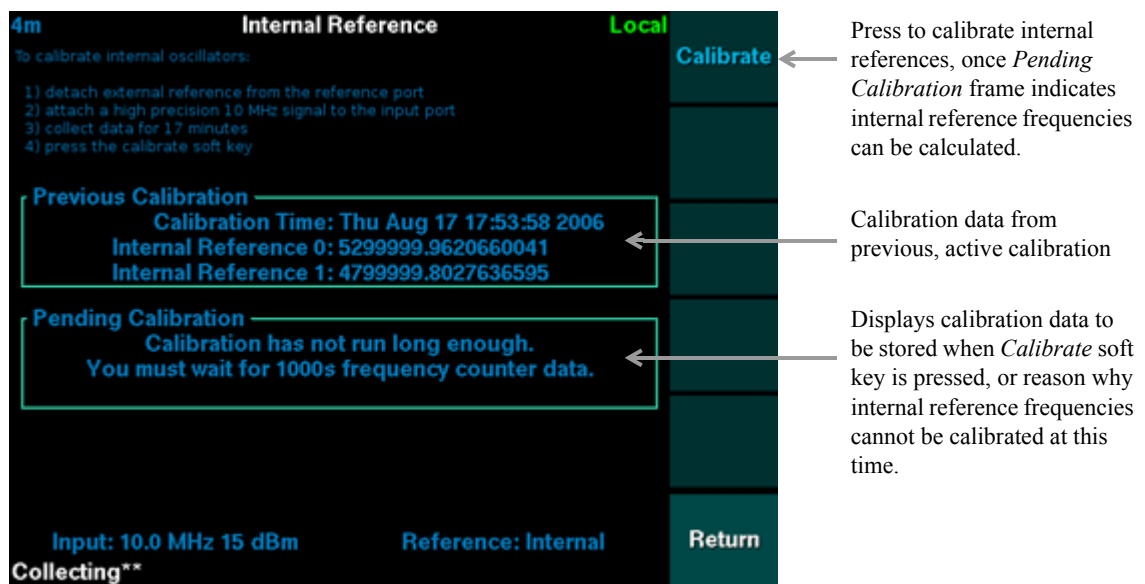 4m Internal Reference Local
To calibrate internal oscillators:
1) detach external reference from the reference port
2) attach a high precision 10 MHz signal to the input port
3) collect data for 17 minutes
4) press the calibrate soft key
Previous Calibration
Calibration Time: Thu Aug 17 17:53:58 2006
Internal Reference 0: 5299999.9620660041
Internal Reference 1: 4799999.8027636595
Pending Calibration
Calibration has not run long enough.
You must wait for 1000s frequency counter data.
Input: 10.0 MHz 15 dBm Reference: Internal
Collecting**
Calibrate
Return
Press to calibrate internal
references, once Pending
Calibration frame indicates
internal reference frequencies
can be calculated.
Calibration data from
previous, active calibration
Displays calibration data to
be stored when Calibrate soft
key is pressed, or reason why
internal reference frequencies
cannot be calibrated at this
time.